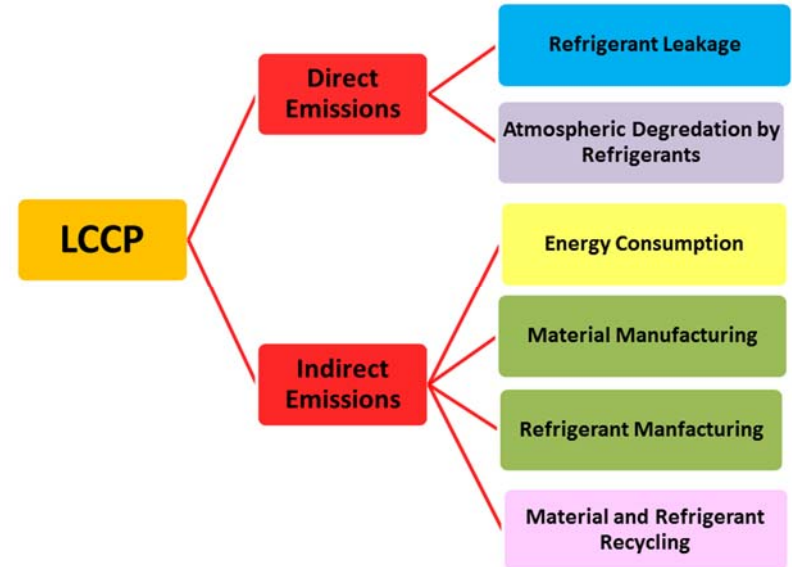 LCCP
Direct
Emissions
Refrigerant Leakage
Atmospheric Degredation by
Refrigerants
Indirect
Emissions
Energy Consumption
Material Manufacturing
Refrigerant Manfacturing
Material and Refrigerant
Recycling